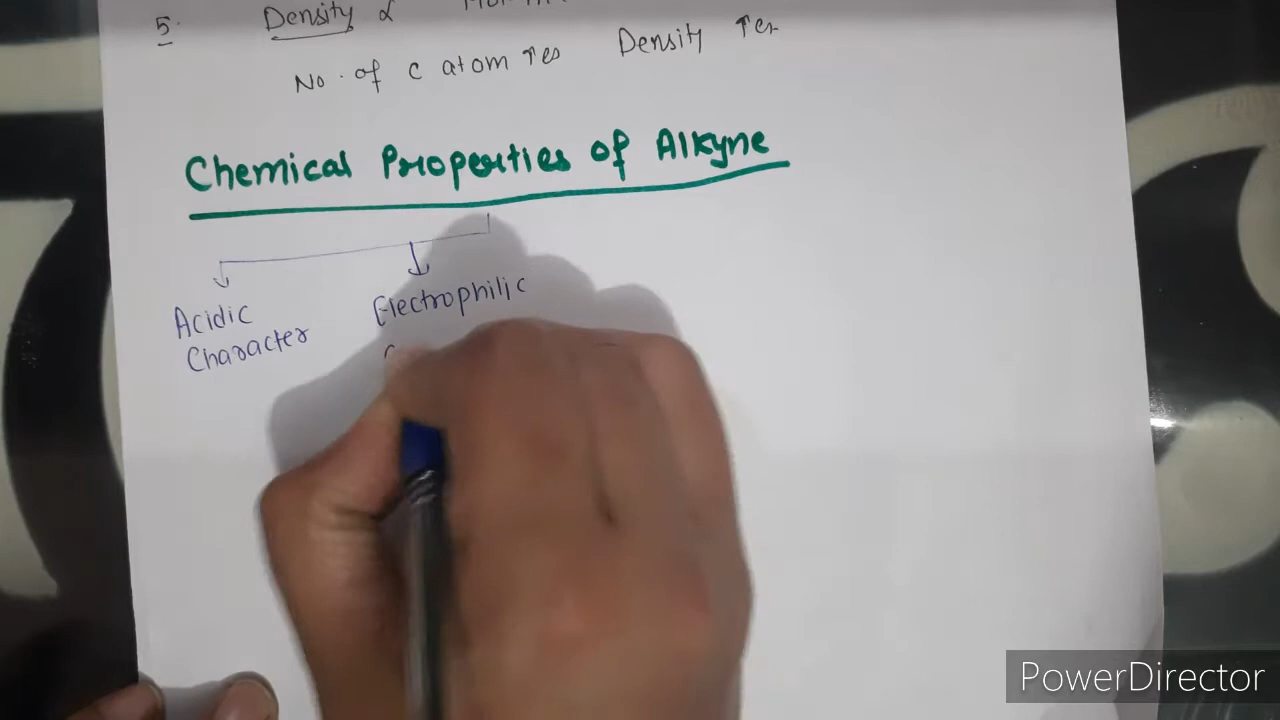 5. Density α
No. of C atom ↑es Density ↑es
Chemical Properties of Alkyne
Acidic
Character
Electrophilic
PowerDirector